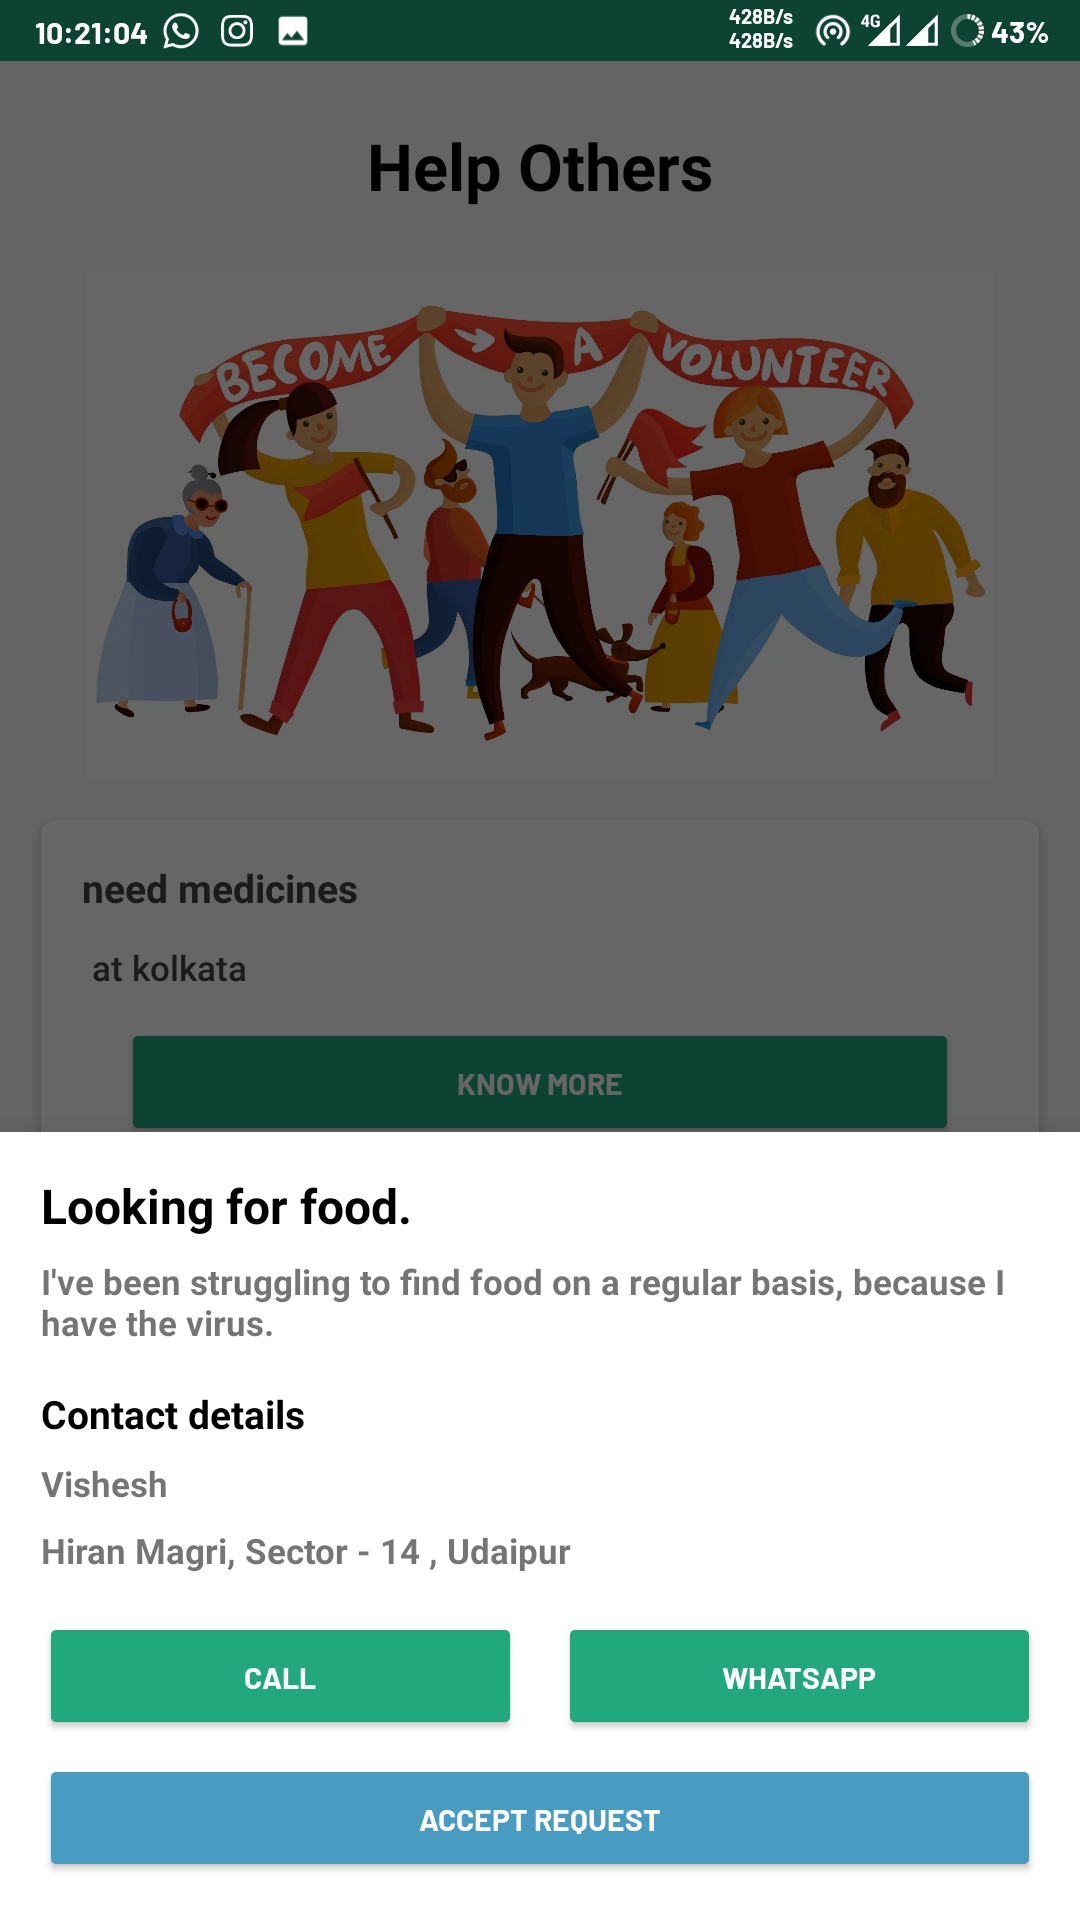 10:21:04
428B/s
428B/s
4G
43%
Help Others
BECOME A VOLUNTEER
need medicines
at kolkata
KNOW MORE
Looking for food.
I've been struggling to find food on a regular basis, because I
have the virus.
Contact details
Vishesh
Hiran Magri, Sector - 14 , Udaipur
CALL
WHATSAPP
ACCEPT REQUEST